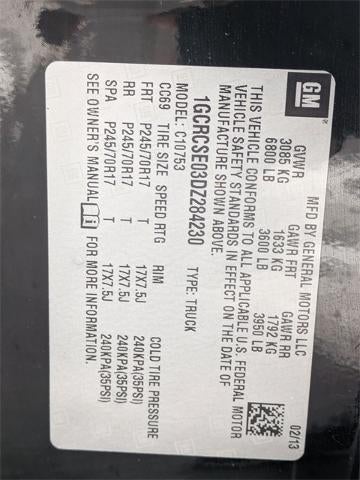 GM
MFD BY GENERAL MOTORS LLC 02/13
GVWR GAWR FRT GAWR RR
3085 KG 1633 KG 1792 KG
6800 LB 3600 LB 3950 LB
THIS VEHICLE CONFORMS TO ALL APPLICABLE U.S. FEDERAL MOTOR
VEHICLE SAFETY STANDARDS IN EFFECT ON THE DATE OF
MANUFACTURE SHOWN ABOVE.
1GCRCSE03DZ284230 TYPE: TRUCK
MODEL: C10753
CC69 TIRE SIZE SPEED RTG RIM COLD TIRE PRESSURE
FRT P245/70R17 T 17X7.5J 240KPA(35PSI)
RR P245/70R17 T 17X7.5J 240KPA(35PSI)
SPA P245/70R17 T 17X7.5J 240KPA(35PSI)
SEE OWNER'S MANUAL FOR MORE INFORMATION.